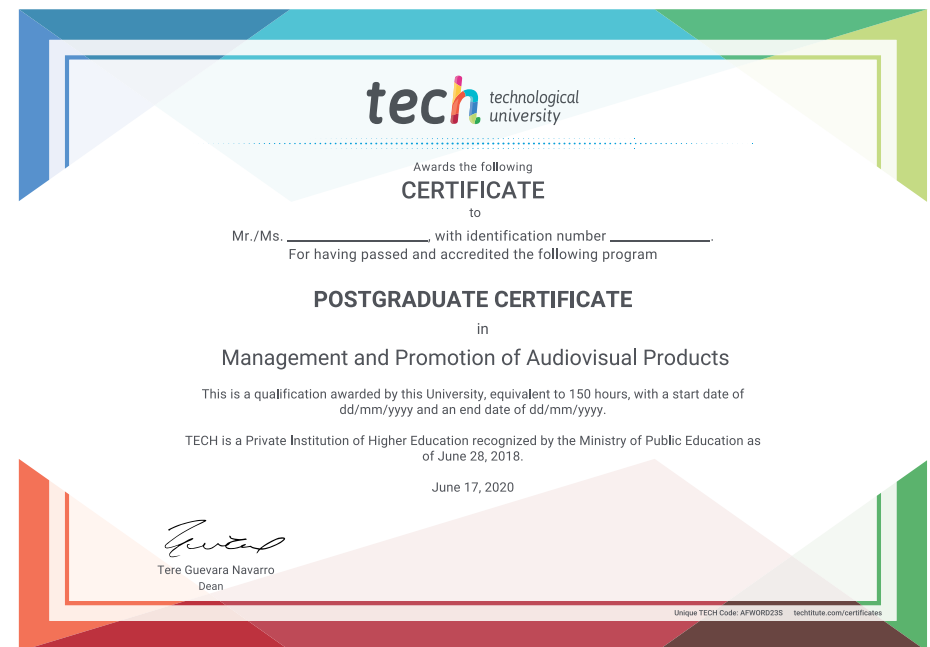 tech technological
university
Awards the following
CERTIFICATE
to
Mr./Ms. ____________________, with identification number ______________.
For having passed and accredited the following program
POSTGRADUATE CERTIFICATE
in
Management and Promotion of Audiovisual Products
This is a qualification awarded by this University, equivalent to 150 hours, with a start date of
dd/mm/yyyy and an end date of dd/mm/yyyy.
TECH is a Private Institution of Higher Education recognized by the Ministry of Public Education as
of June 28, 2018.
June 17, 2020
Tere Guevara Navarro
Dean
Unique TECH Code: AFWORD23S techtitute.com/certificates